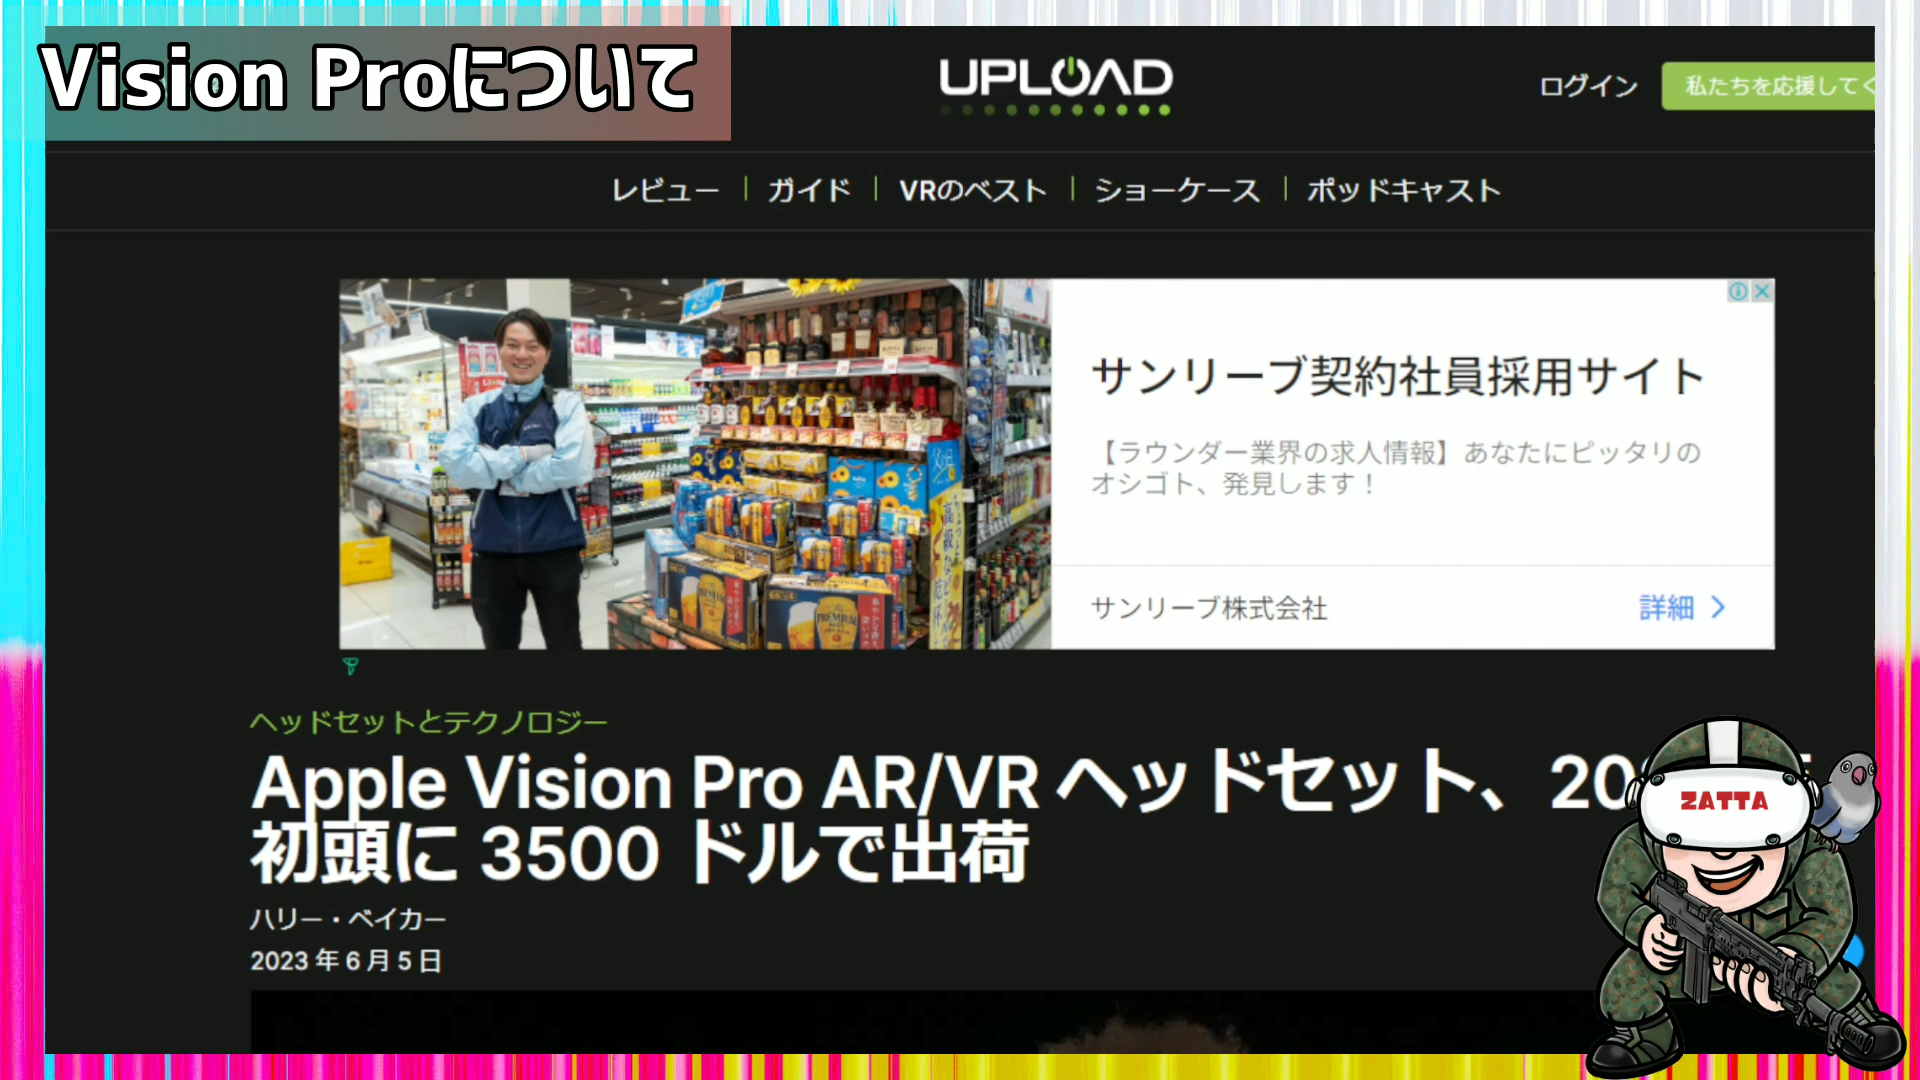 Vision Proについて
UPLOAD
ログイン
私たちを応援してく
レビュー
ガイド
VRのベスト
ショーケース
ポッドキャスト
サンリーブ契約社員採用サイト
【ラウンダー業界の求人情報】あなたにピッタリの
オシゴト、発見します！
サンリーブ株式会社
詳細
ヘッドセットとテクノロジー
Apple Vision Pro AR/VR ヘッドセット、20
初頭に 3500 ドルで出荷
ハリー・ベイカー
2023 年 6 月 5 日
ZATTA